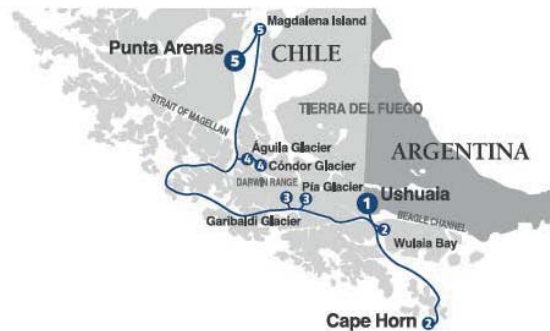 5
Magdalena Island
Punta Arenas
5
CHILE
STRAIT OF MAGELLAN
TIERRA DEL FUEGO
ARGENTINA
Águila Glacier
4
4
Cóndor Glacier
DARWIN RANGE
Pía Glacier
3
3
Garibaldi Glacier
Ushuaia
1
BEAGLE CHANNEL
2
Wulaia Bay
Cape Horn
2